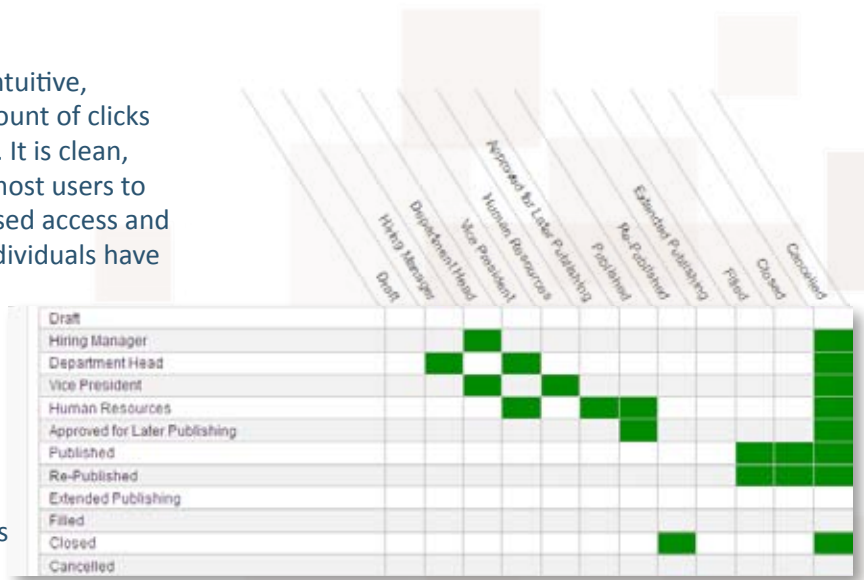 ntuitive,
ount of clicks
. It is clean,
nost users to
sed access and
dividuals have
s
Draft
Hiring Manager
Department Head
Vice President
Human Resources
Approved for Later Publishing
Published
Re-Published
Extended Publishing
Filled
Closed
Cancelled
Draft
Hiring Manager
Department Head
Vice President
Human Resources
Approved for Later Publishing
Published
Re-Published
Extended Publishing
Filled
Closed
Cancelled